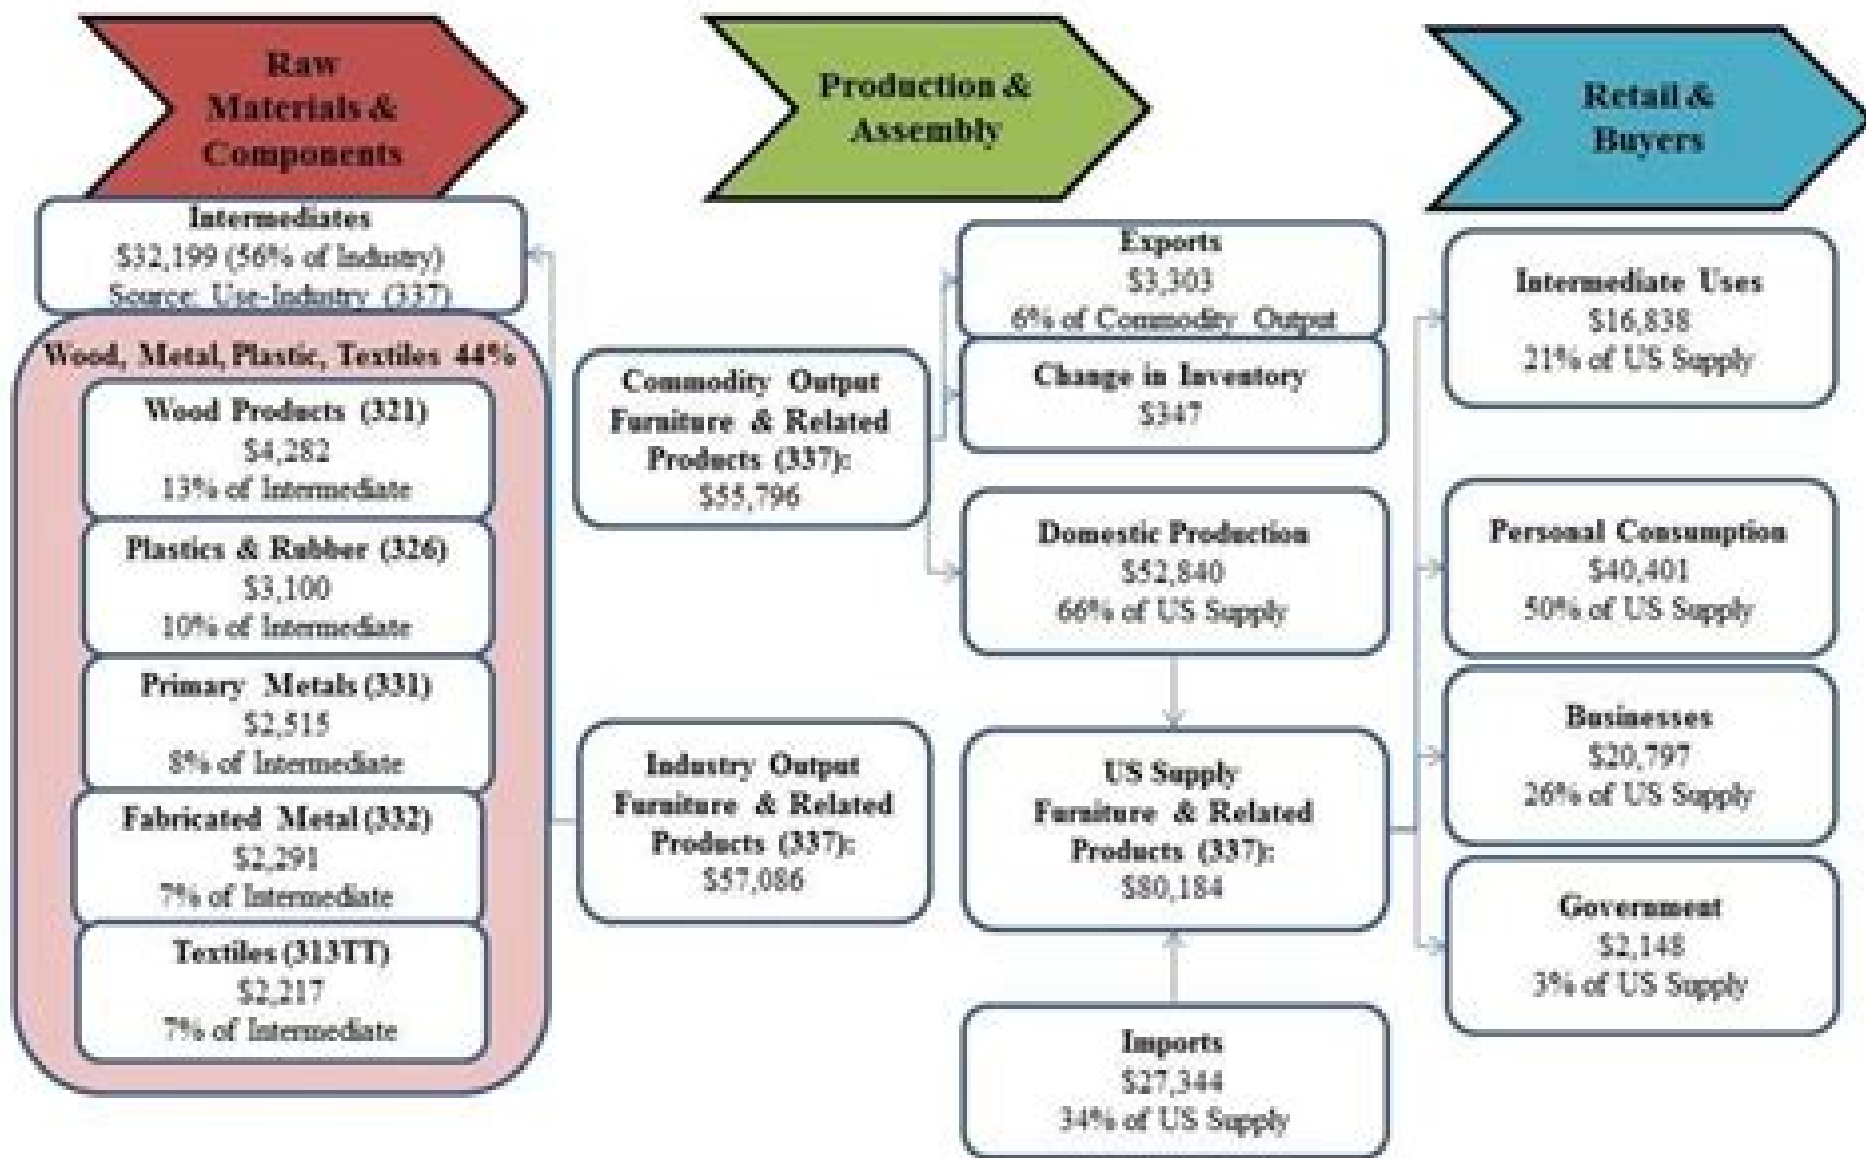 Raw
Materials &
Components
Intermediates
$32,199 (56% of Industry)
Source: Use-Industry (337)
Wood, Metal, Plastic, Textiles 44%
Wood Products (321)
$4,282
13% of Intermediate
Plastics & Rubber (326)
$3,100
10% of Intermediate
Primary Metals (331)
$2,515
8% of Intermediate
Fabricated Metal (332)
$2,291
7% of Intermediate
Textiles (313TT)
$2,217
7% of Intermediate
Production &
Assembly
Commodity Output
Furniture & Related
Products (337):
$55,796
Industry Output
Furniture & Related
Products (337):
$57,086
Exports
$3,303
6% of Commodity Output
Change in Inventory
$347
Domestic Production
$52,840
66% of US Supply
US Supply
Furniture & Related
Products (337):
$80,184
Imports
$27,344
34% of US Supply
Retail &
Buyers
Intermediate Uses
$16,838
21% of US Supply
Personal Consumption
$40,401
50% of US Supply
Businesses
$20,797
26% of US Supply
Government
$2,148
3% of US Supply